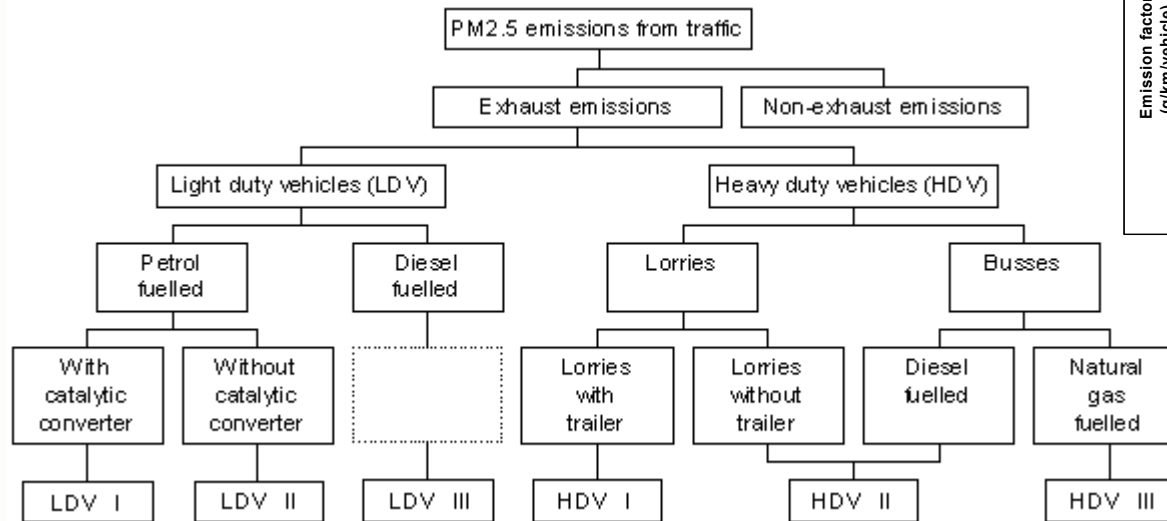 PM2.5 emissions from traffic
Exhaust emissions
Non-exhaust emissions
Light duty vehicles (LDV)
Heavy duty vehicles (HDV)
Petrol
fuelled
Diesel
fuelled
Lorries
Busses
With
catalytic
converter
Without
catalytic
converter
Lorries
with
trailer
Lorries
without
trailer
Diesel
fuelled
Natural
gas
fuelled
LDV I
LDV II
LDV III
HDV I
HDV II
HDV III
Emission factor